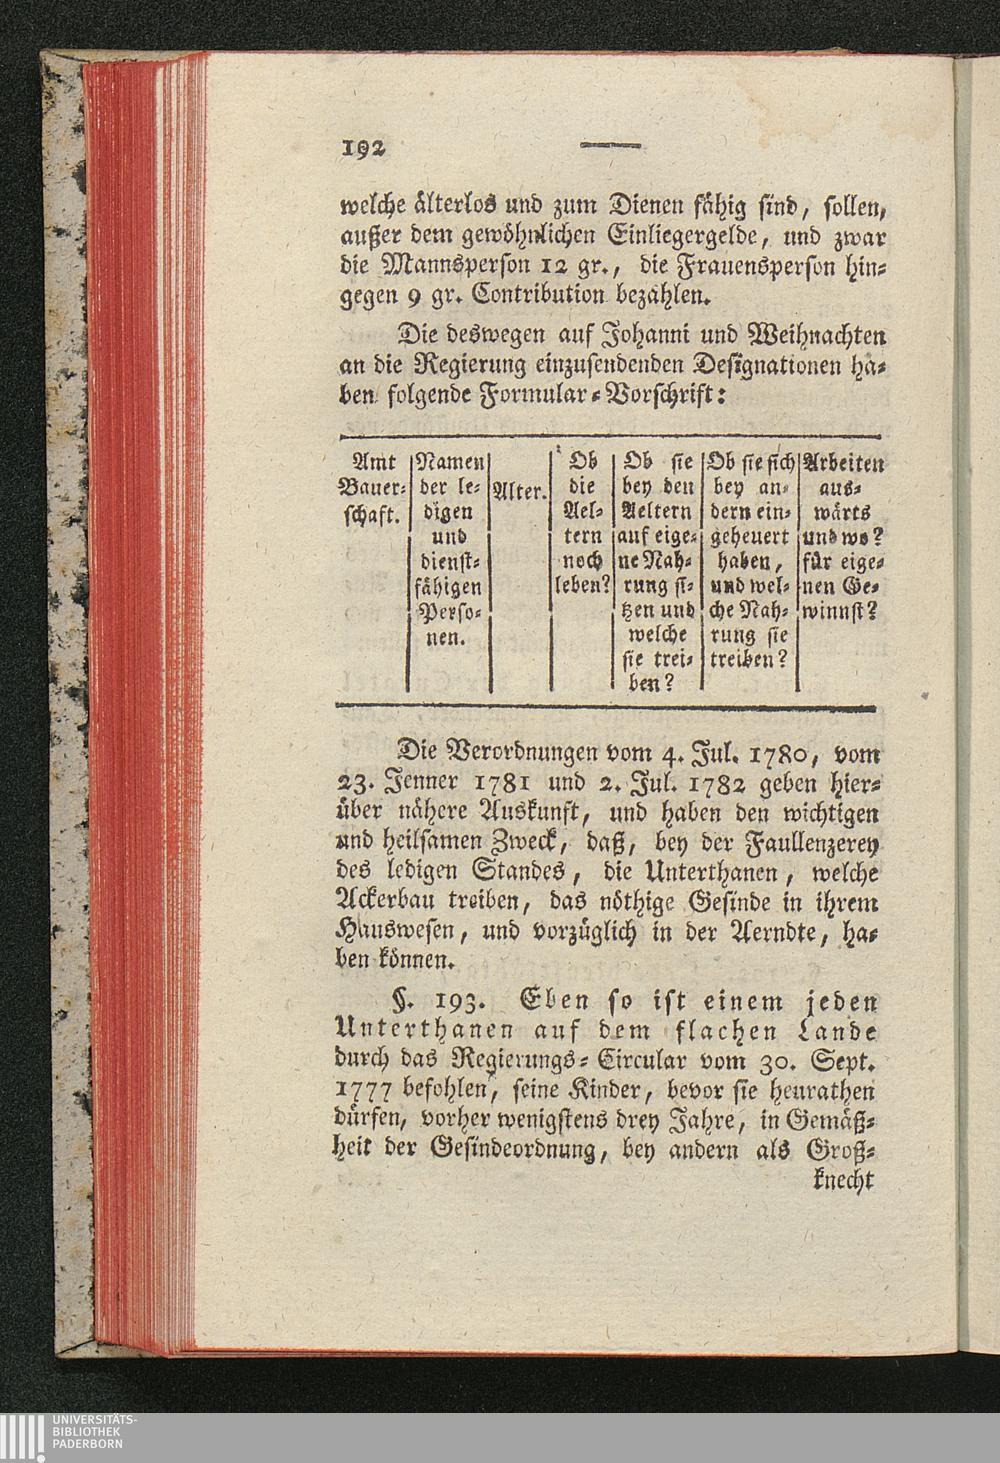 192
welche älterlos und zum Dienen fähig sind, sollen,
außer dem gewöhnlichen Einliegergelde, und zwar
die Mannsperson 12 gr., die Frauensperson hin⸗
gegen 9 gr. Contribution bezahlen.
Die deswegen auf Johanni und Weihnachten
an die Regierung einzusendenden Designationen ha⸗
ben folgende Formular⸗Vorschrift:
Amt
Bauer⸗
schaft.
Namen
der le⸗
digen
und
dienst⸗
fähigen
Perso⸗
nen.
Alter.
Ob
die
Ael⸗
tern
noch
leben?
Ob sie
bey den
Aeltern
auf eige⸗
ne Nah⸗
rung si⸗
tzen und
welche
sie trei⸗
ben?
Ob sie sich
bey an⸗
dern ein⸗
geheuert
haben,
und wel⸗
che Nah⸗
rung sie
treiben?
Arbeiten
aus⸗
wärts
und wo?
für eige⸗
nen Ge⸗
winnst?
Die Verordnungen vom 4. Jul. 1780, vom
23. Jenner 1781 und 2. Jul. 1782 geben hier⸗
über nähere Auskunft, und haben den wichtigen
und heilsamen Zweck, daß, bey der Faullenzerey
des ledigen Standes, die Unterthanen, welche
Ackerbau treiben, das nöthige Gesinde in ihrem
Hauswesen, und vorzüglich in der Aerndte, ha⸗
ben können.
§. 193. Eben so ist einem jeden
Unterthanen auf dem flachen Lande
durch das Regierungs⸗Circular vom 30. Sept.
1777 befohlen, seine Kinder, bevor sie heurathen
dürfen, vorher wenigstens drey Jahre, in Gemäß⸗
heit der Gesindeordnung, bey andern als Groß⸗
knecht
UNIVERSITÄTS-
BIBLIOTHEK
PADERBORN